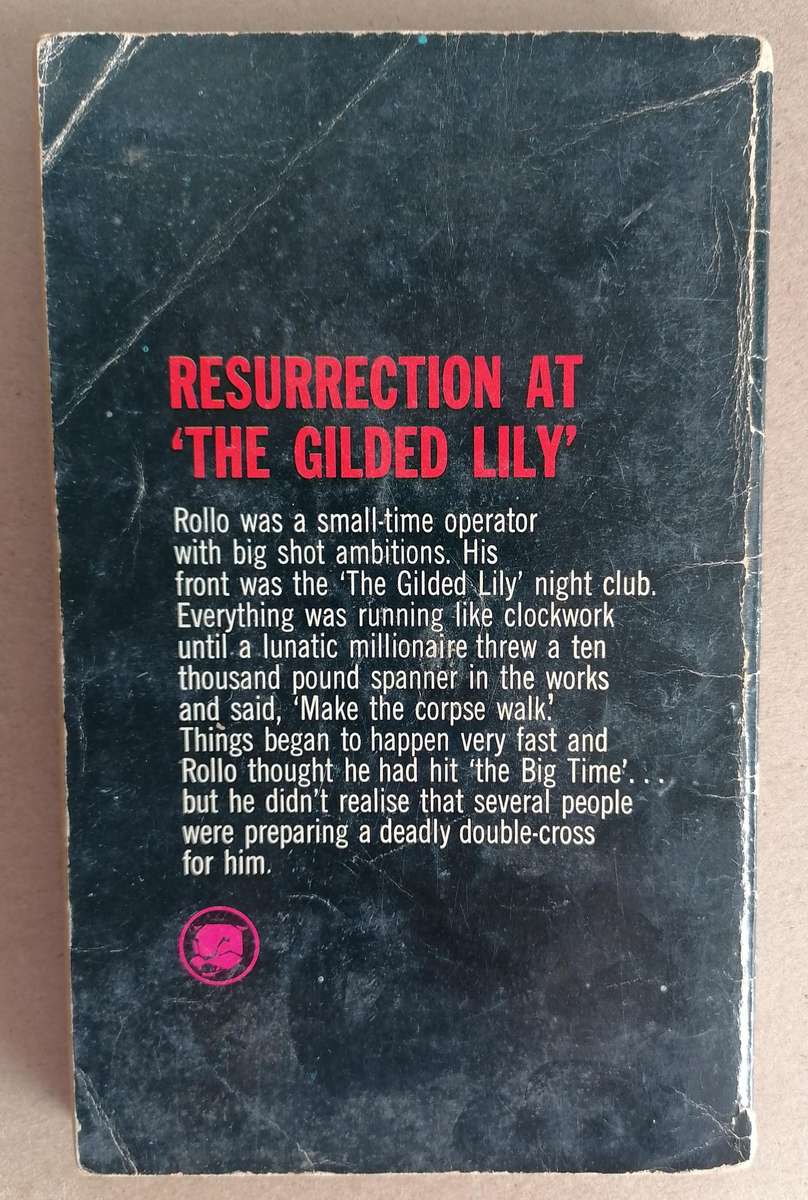 RESURRECTION AT
‘THE GILDED LILY’
Rollo was a small-time operator
with big shot ambitions. His
front was the ‘The Gilded Lily’ night club.
Everything was running like clockwork
until a lunatic millionaire threw a ten
thousand pound spanner in the works
and said, ‘Make the corpse walk.’
Things began to happen very fast and
Rollo thought he had hit ‘the Big Time’. . .
but he didn’t realise that several people
were preparing a deadly double-cross
for him.